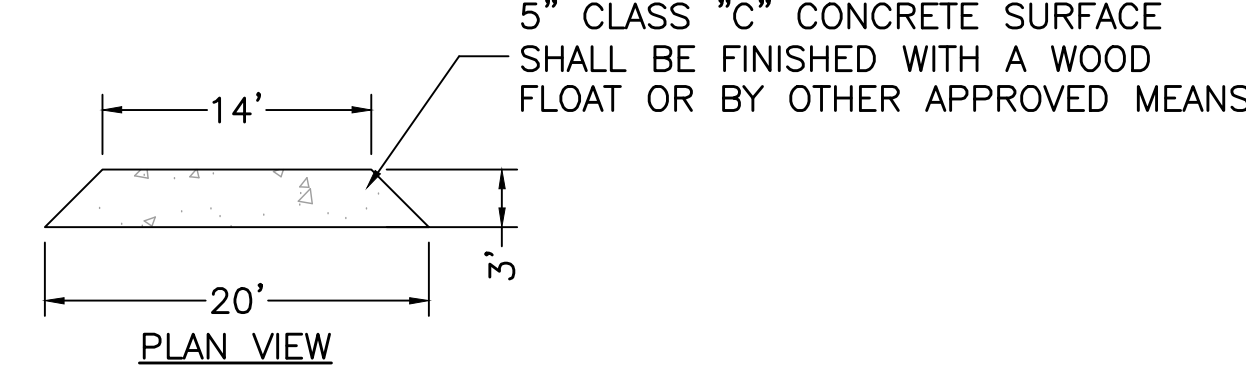 5” CLASS ”C” CONCRETE SURFACE
SHALL BE FINISHED WITH A WOOD
FLOAT OR BY OTHER APPROVED MEANS
14'
3'
20'
PLAN VIEW